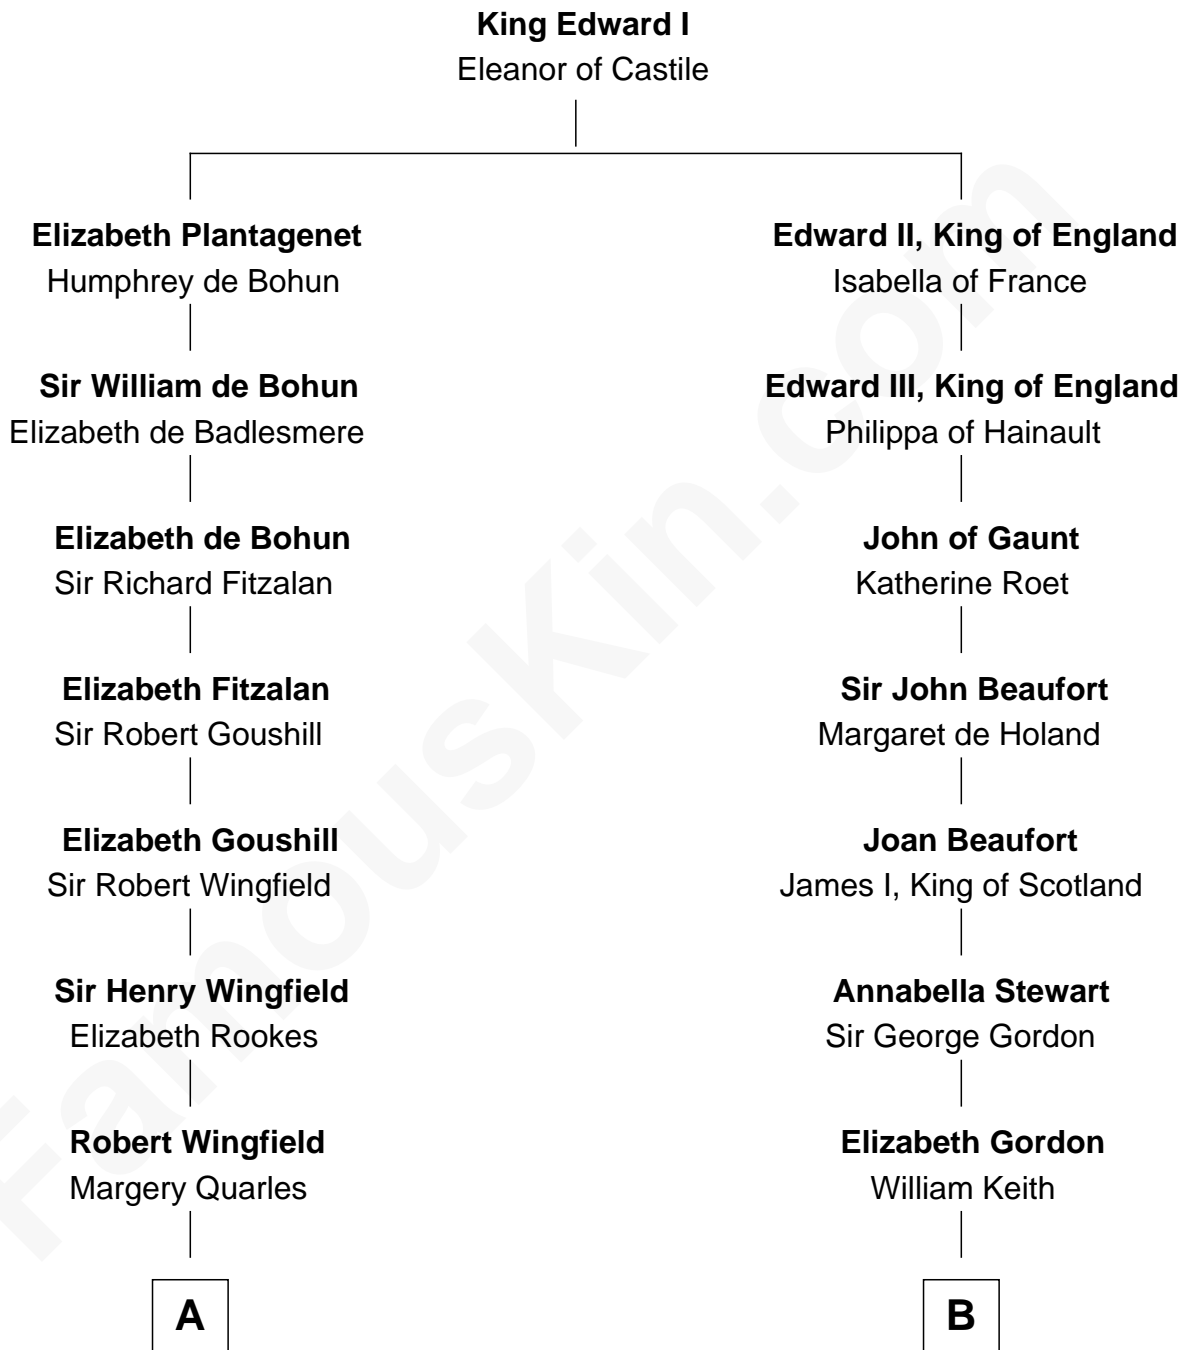 King Edward I
Eleanor of Castile
Elizabeth Plantagenet
Humphrey de Bohun
Edward II, King of England
Isabella of France
Sir William de Bohun
Elizabeth de Badlesmere
Edward III, King of England
Philippa of Hainault
Elizabeth de Bohun
Sir Richard Fitzalan
John of Gaunt
Katherine Roet
Elizabeth Fitzalan
Sir Robert Goushill
Sir John Beaufort
Margaret de Holand
Elizabeth Goushill
Sir Robert Wingfield
Joan Beaufort
James I, King of Scotland
Sir Henry Wingfield
Elizabeth Rookes
Annabella Stewart
Sir George Gordon
Robert Wingfield
Margery Quarles
Elizabeth Gordon
William Keith
A
B
FamousKin.com